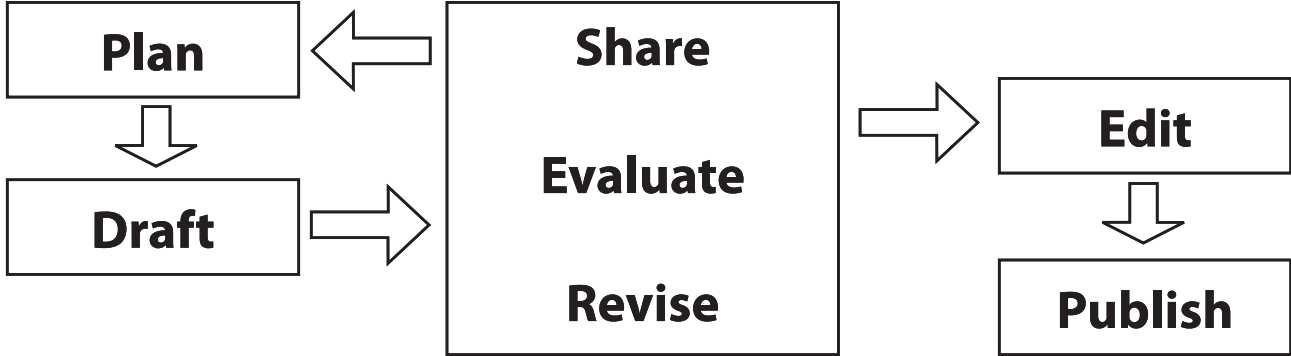 Plan
Draft
Share
Evaluate
Revise
Edit
Publish